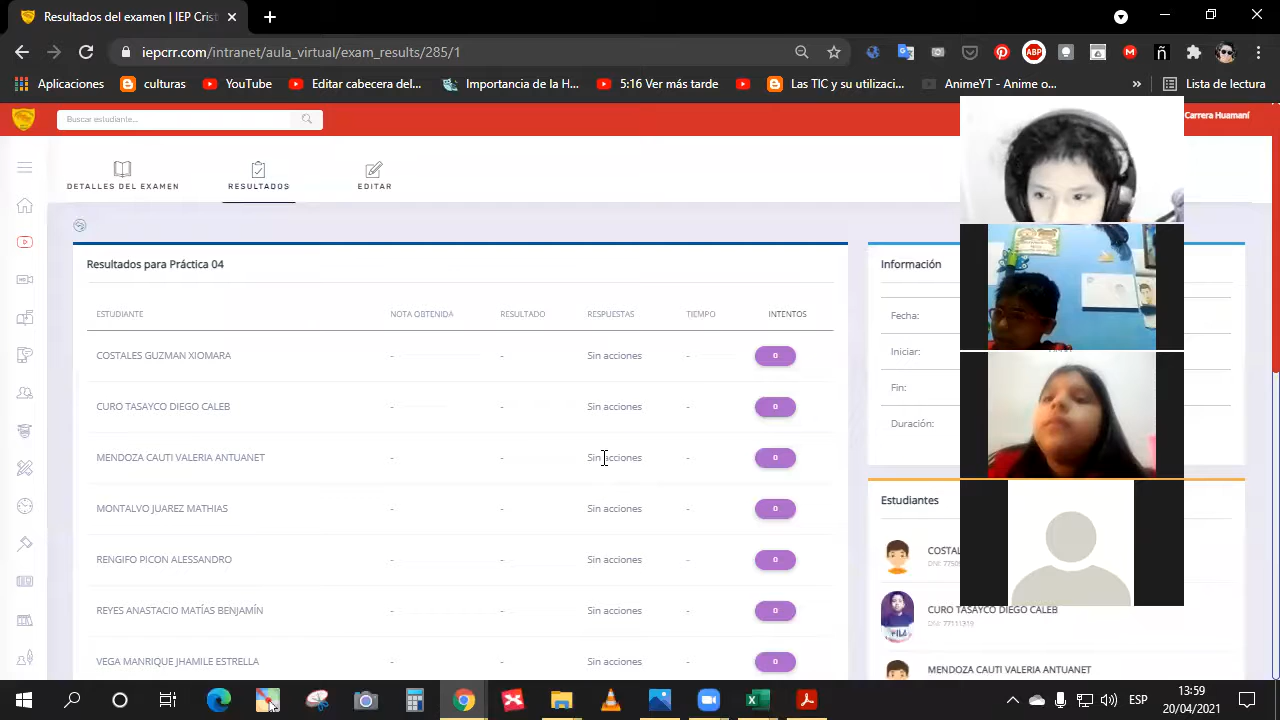 Resultados del examen | IEP Crist
iepcrr.com/intranet/aula_virtual/exam_results/285/1
ABP
ñ
Aplicaciones
culturas
YouTube
Editar cabecera del...
Importancia de la H...
5:16 Ver más tarde
Las TIC y su utilizaci...
AnimeYT - Anime o...
»
Lista de lectura
Buscar estudiante...
Carrera Huamaní
DETALLES DEL EXAMEN
RESULTADOS
EDITAR
Resultados para Práctica 04
ESTUDIANTE NOTA OBTENIDA RESULTADO RESPUESTAS TIEMPO INTENTOS
COSTALES GUZMAN XIOMARA - - Sin acciones - 0
CURO TASAYCO DIEGO CALEB - - Sin acciones - 0
MENDOZA CAUTI VALERIA ANTUANET - - Sin acciones - 0
MONTALVO JUAREZ MATHIAS - - Sin acciones - 0
RENGIFO PICON ALESSANDRO - - Sin acciones - 0
REYES ANASTACIO MATÍAS BENJAMÍN - - Sin acciones - 0
VEGA MANRIQUE JHAMILE ESTRELLA - - Sin acciones - 0
Información
Fecha:
Iniciar:
Fin:
Duración:
Estudiantes
COSTAL
DNI: 7750
CURO TASAYCO DIEGO CALEB
DNI: 77111319
MENDOZA CAUTI VALERIA ANTUANET
ESP
13:59
20/04/2021